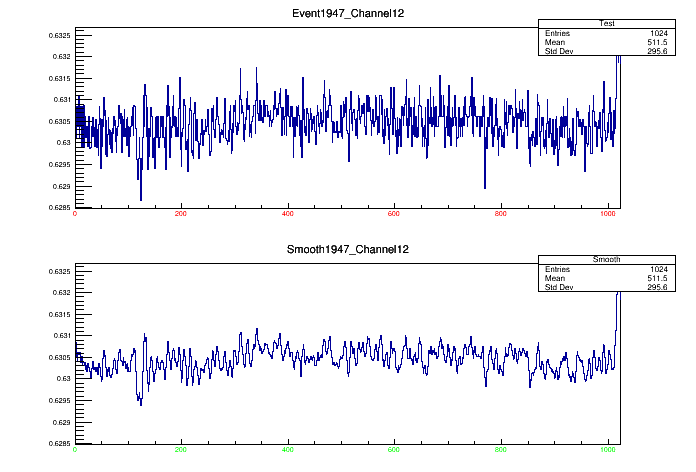 Event1947_Channel12
Test
Entries 1024
Mean 511.5
Std Dev 295.6
0.6325
0.632
0.6315
0.631
0.6305
0.63
0.6295
0.629
0.6285
0 200 400 600 800 1000
Smooth1947_Channel12
Smooth
Entries 1024
Mean 511.5
Std Dev 295.6
0.6325
0.632
0.6315
0.631
0.6305
0.63
0.6295
0.629
0.6285
0 200 400 600 800 1000